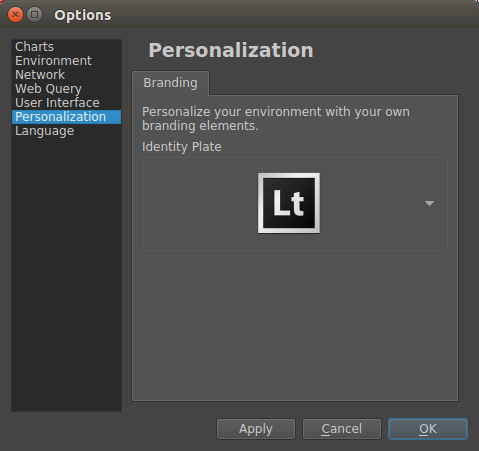 Options
Charts
Environment
Network
Web Query
User Interface
Personalization
Language
Personalization
Branding
Personalize your environment with your own
branding elements.
Identity Plate
Lt
Apply
Cancel
OK